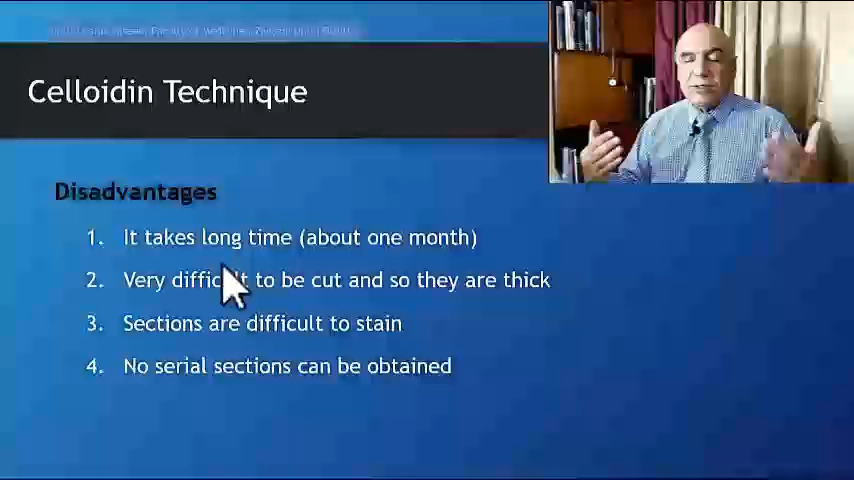 Celloidin Technique
Disadvantages
1. It takes long time (about one month)
2. Very difficult to be cut and so they are thick
3. Sections are difficult to stain
4. No serial sections can be obtained